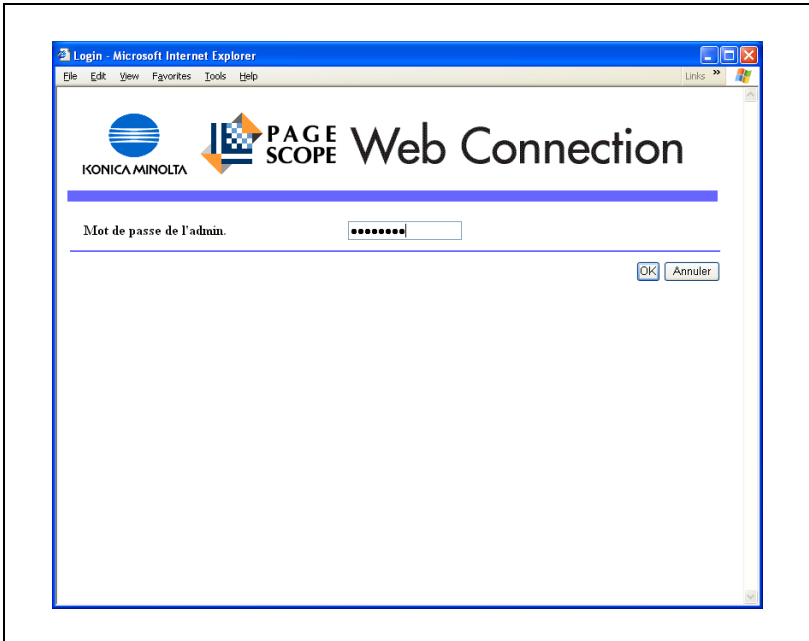 Login - Microsoft Internet Explorer
File Edit View Favorites Tools Help Links »
KONICA MINOLTA
PAGE SCOPE Web Connection
Mot de passe de l'admin. ••••••••
OK Annuler